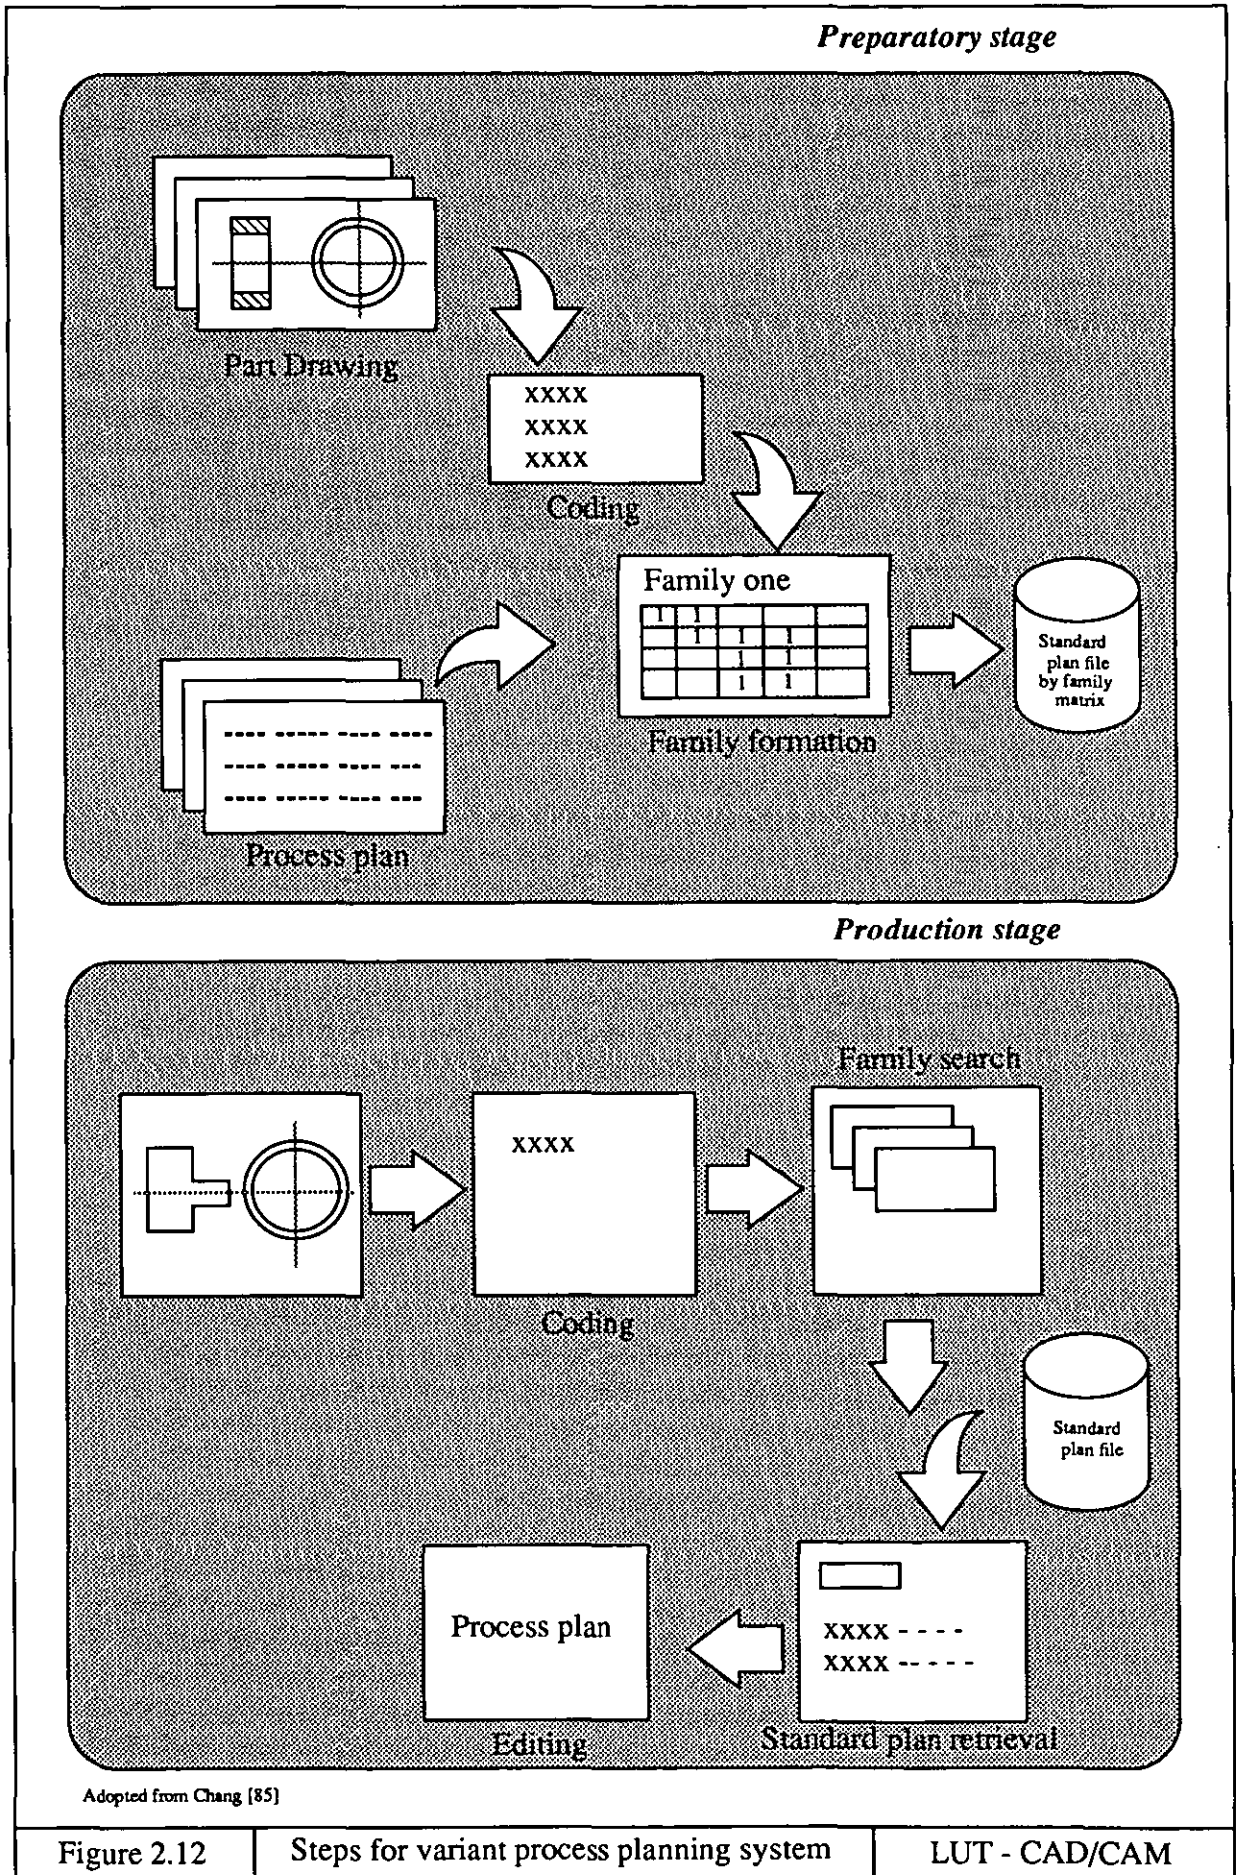 Preparatory stage
Part Drawing
xxxx
xxxx
xxxx
Coding
Family one
1 1
1 1 1
1 1
1 1
Family formation
Standard
plan file
by family
matrix
---- ----- ---- ----
---- ----- ---- ---
---- ----- ---- ---
Process plan
Production stage
Family search
xxxx
Coding
Standard
plan file
xxxx - - - -
xxxx -- - - -
Standard plan retrieval
Process plan
Editing
Adopted from Chang [85]
Figure 2.12
Steps for variant process planning system
LUT - CAD/CAM